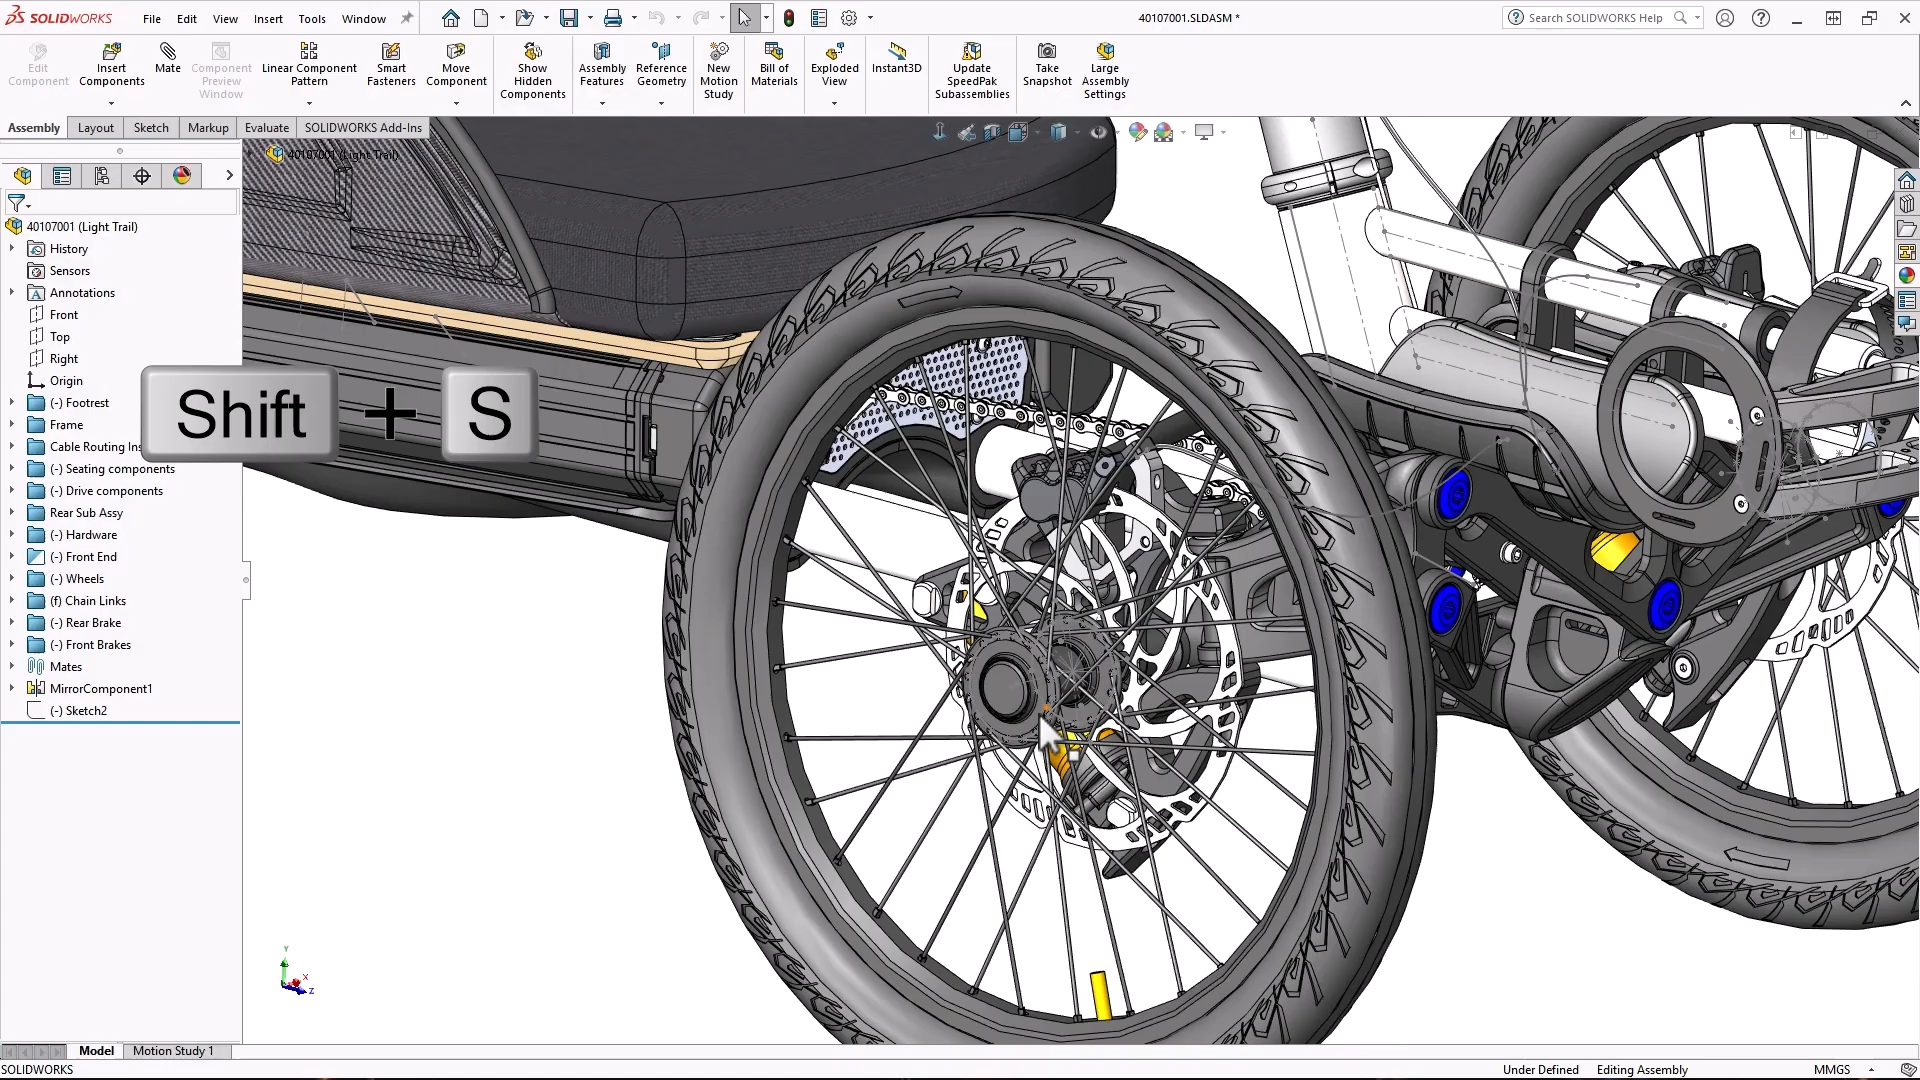 SOLIDWORKS
File Edit View Insert Tools Window
40107001.SLDASM *
Search SOLIDWORKS Help
Edit Component
Insert Components
Mate
Component Preview Window
Linear Component Pattern
Smart Fasteners
Move Component
Show Hidden Components
Assembly Features
Reference Geometry
New Motion Study
Bill of Materials
Exploded View
Instant3D
Update SpeedPak Subassemblies
Take Snapshot
Large Assembly Settings
Assembly Layout Sketch Markup Evaluate SOLIDWORKS Add-Ins
40107001 (Light Trail)
40107001 (Light Trail)
History
Sensors
Annotations
Front
Top
Right
Origin
(-) Footrest
Frame
Cable Routing Ins
(-) Seating components
(-) Drive components
Rear Sub Assy
(-) Hardware
(-) Front End
(-) Wheels
(f) Chain Links
(-) Rear Brake
(-) Front Brakes
Mates
MirrorComponent1
(-) Sketch2
Shift + S
Y
X
Z
Model Motion Study 1
SOLIDWORKS
Under Defined Editing Assembly MMGS